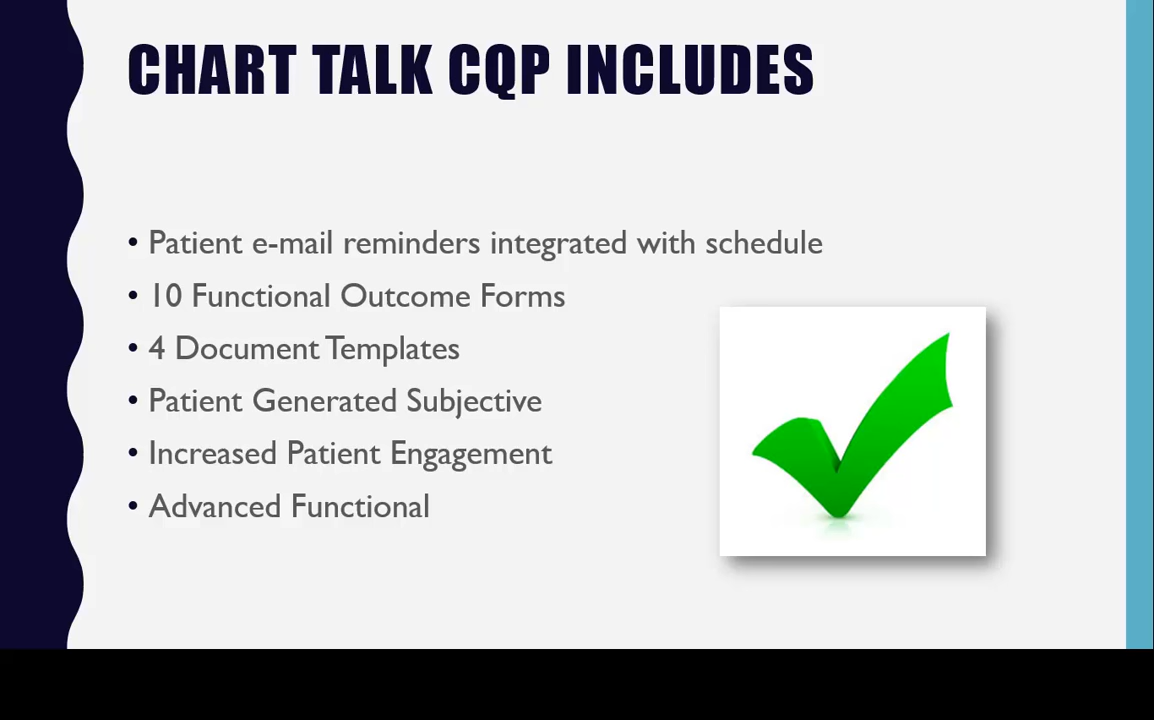 CHART TALK CQP INCLUDES
• Patient e-mail reminders integrated with schedule
• 10 Functional Outcome Forms
• 4 Document Templates
• Patient Generated Subjective
• Increased Patient Engagement
• Advanced Functional